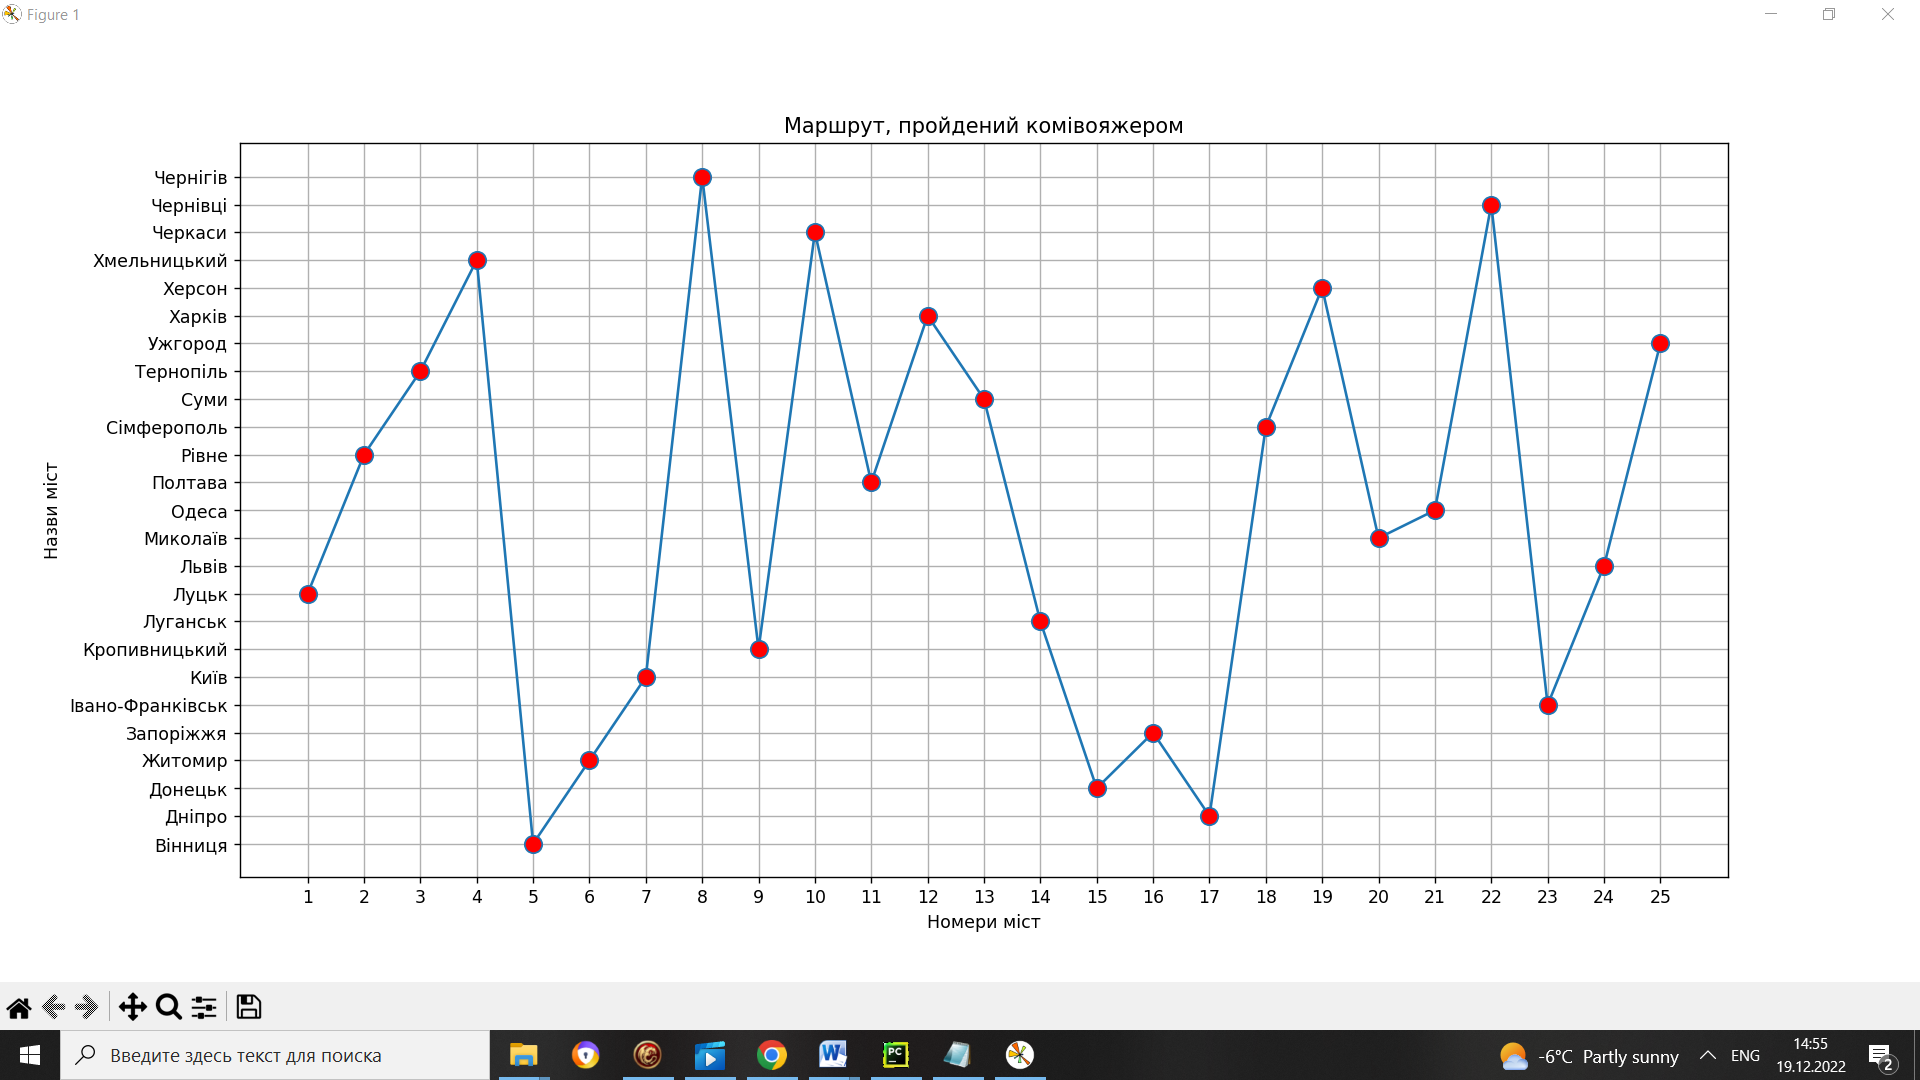 Figure 1
Маршрут, пройдений комівояжером
Чернігів
Чернівці
Черкаси
Хмельницький
Херсон
Харків
Ужгород
Тернопіль
Суми
Сімферополь
Рівне
Полтава
Одеса
Миколаїв
Львів
Луцьк
Луганськ
Кропивницький
Київ
Івано-Франківськ
Запоріжжя
Житомир
Донецьк
Дніпро
Вінниця
Назви міст
1 2 3 4 5 6 7 8 9 10 11 12 13 14 15 16 17 18 19 20 21 22 23 24 25
Номери міст
Введите здесь текст для поиска
W
PC
-6°C Partly sunny
ENG
14:55
19.12.2022
2